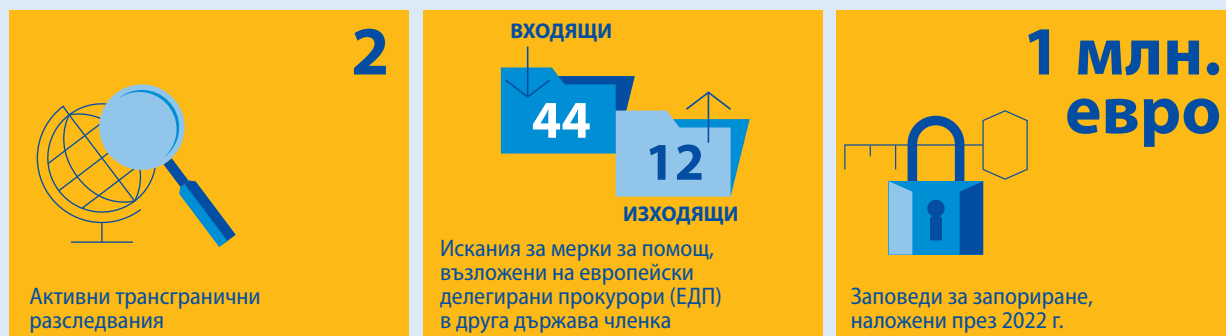 2
Активни трансгранични
разследвания
ВХОДЯЩИ
44
12
ИЗХОДЯЩИ
Искания за мерки за помощ,
възложени на европейски
делегирани прокурори (ЕДП)
в друга държава членка
1 млн.
евро
Заповеди за запориране,
наложени през 2022 г.